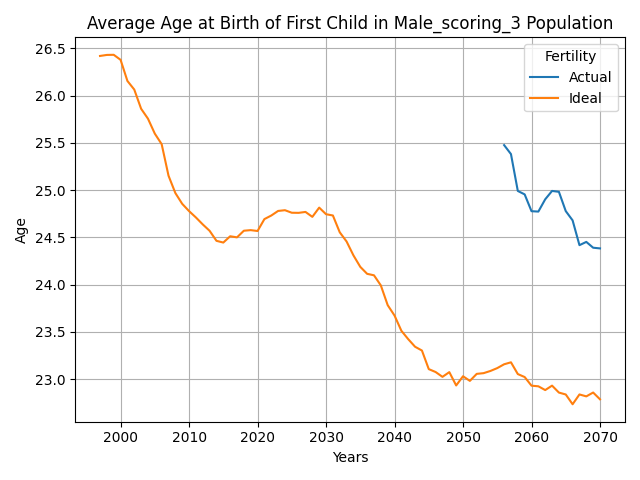 Average Age at Birth of First Child in Male_scoring_3 Population
Fertility
Actual
Ideal
26.5
26.0
25.5
25.0
24.5
24.0
23.5
23.0
Age
2000 2010 2020 2030 2040 2050 2060 2070
Years